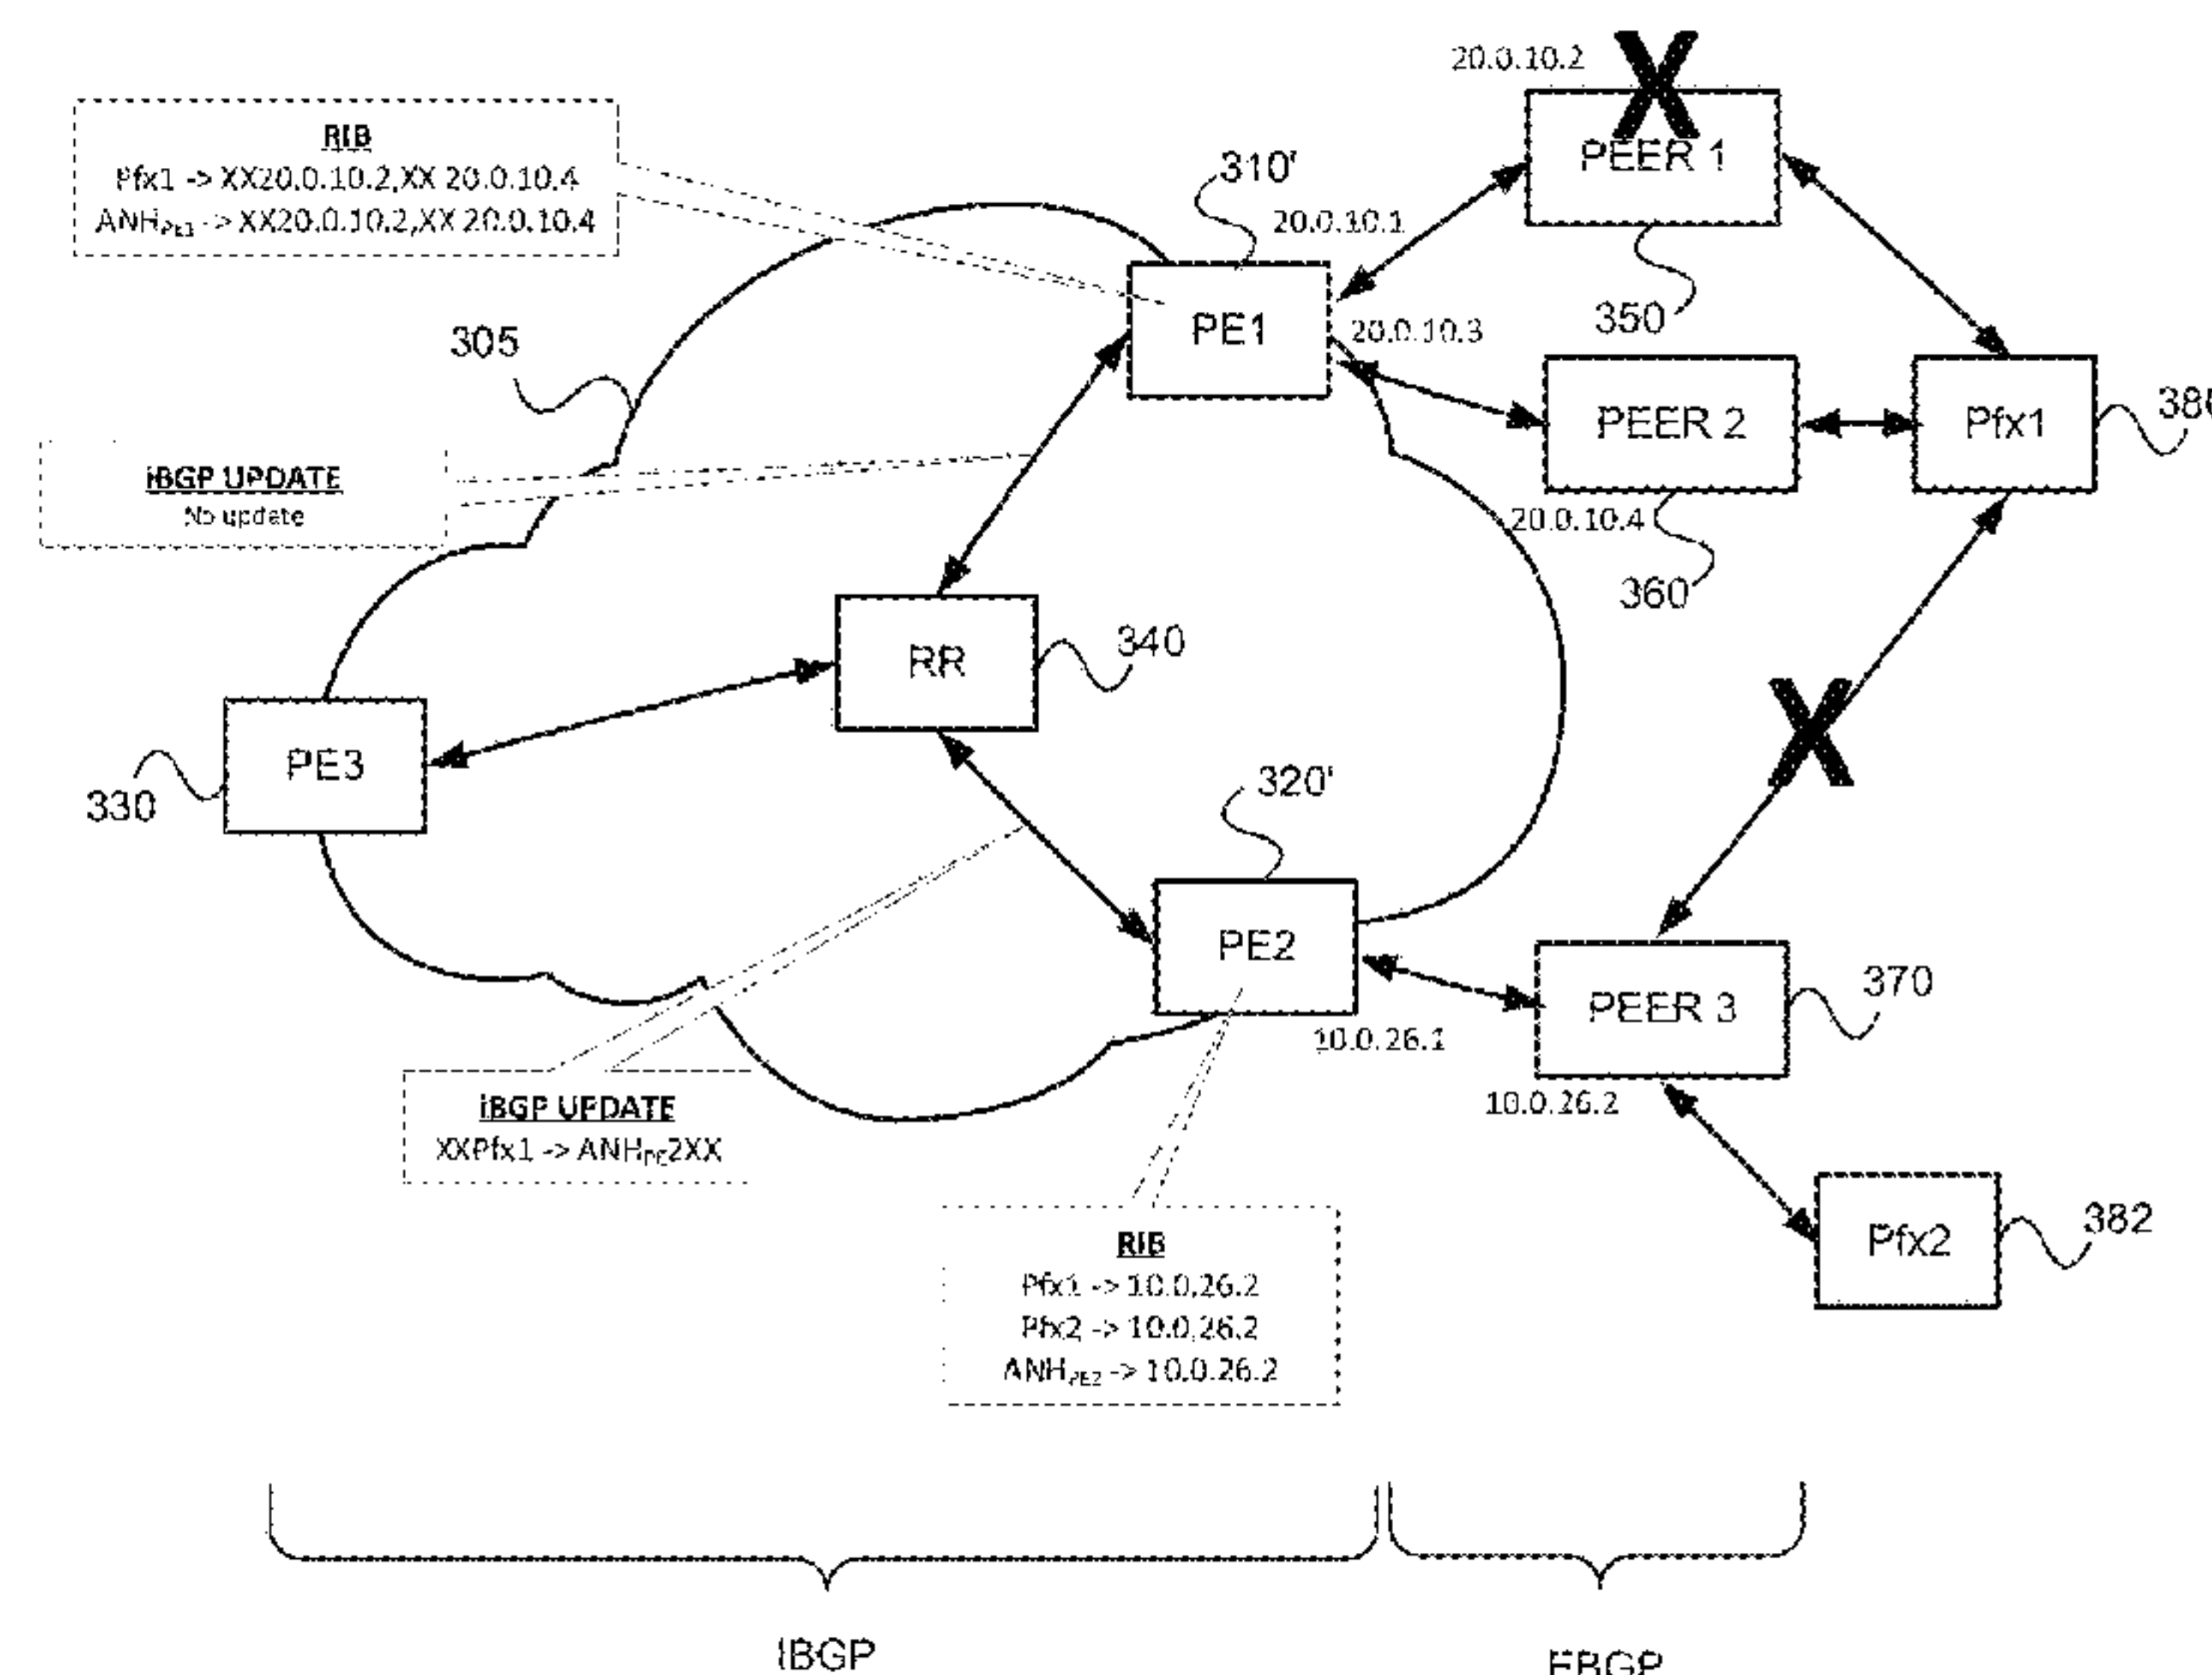 20.0.10.2
X
RIB
Pfx1 -> XX20.0.10.2,XX 20.0.10.4
ANHPE1 -> XX20.0.10.2,XX 20.0.10.4
310'
20.0.10.1
PEER 1
350
PE1
20.0.10.3
305
PEER 2
Pfx1
iBGP UPDATE
No update
20.0.10.4
360
RR
340
PE3
330
X
320'
PE2
PEER 3
370
10.0.26.1
10.0.26.2
iBGP UPDATE
XXPfx1 -> ANHPE2XX
Pfx2
382
RIB
Pfx1 -> 10.0.26.2
Pfx2 -> 10.0.26.2
ANHPE2 -> 10.0.26.2
IBGP
EBGP